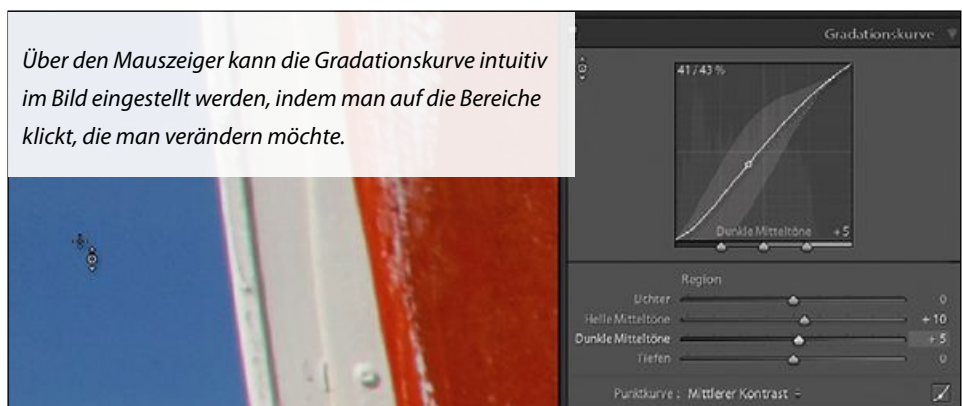 Über den Mauszeiger kann die Gradationskurve intuitiv
im Bild eingestellt werden, indem man auf die Bereiche
klickt, die man verändern möchte.
Gradationskurve
41 / 43 %
Dunkle Mitteltöne + 5
Region
Lichter 0
Helle Mitteltöne + 10
Dunkle Mitteltöne + 5
Tiefen 0
Punktkurve : Mittlerer Kontrast